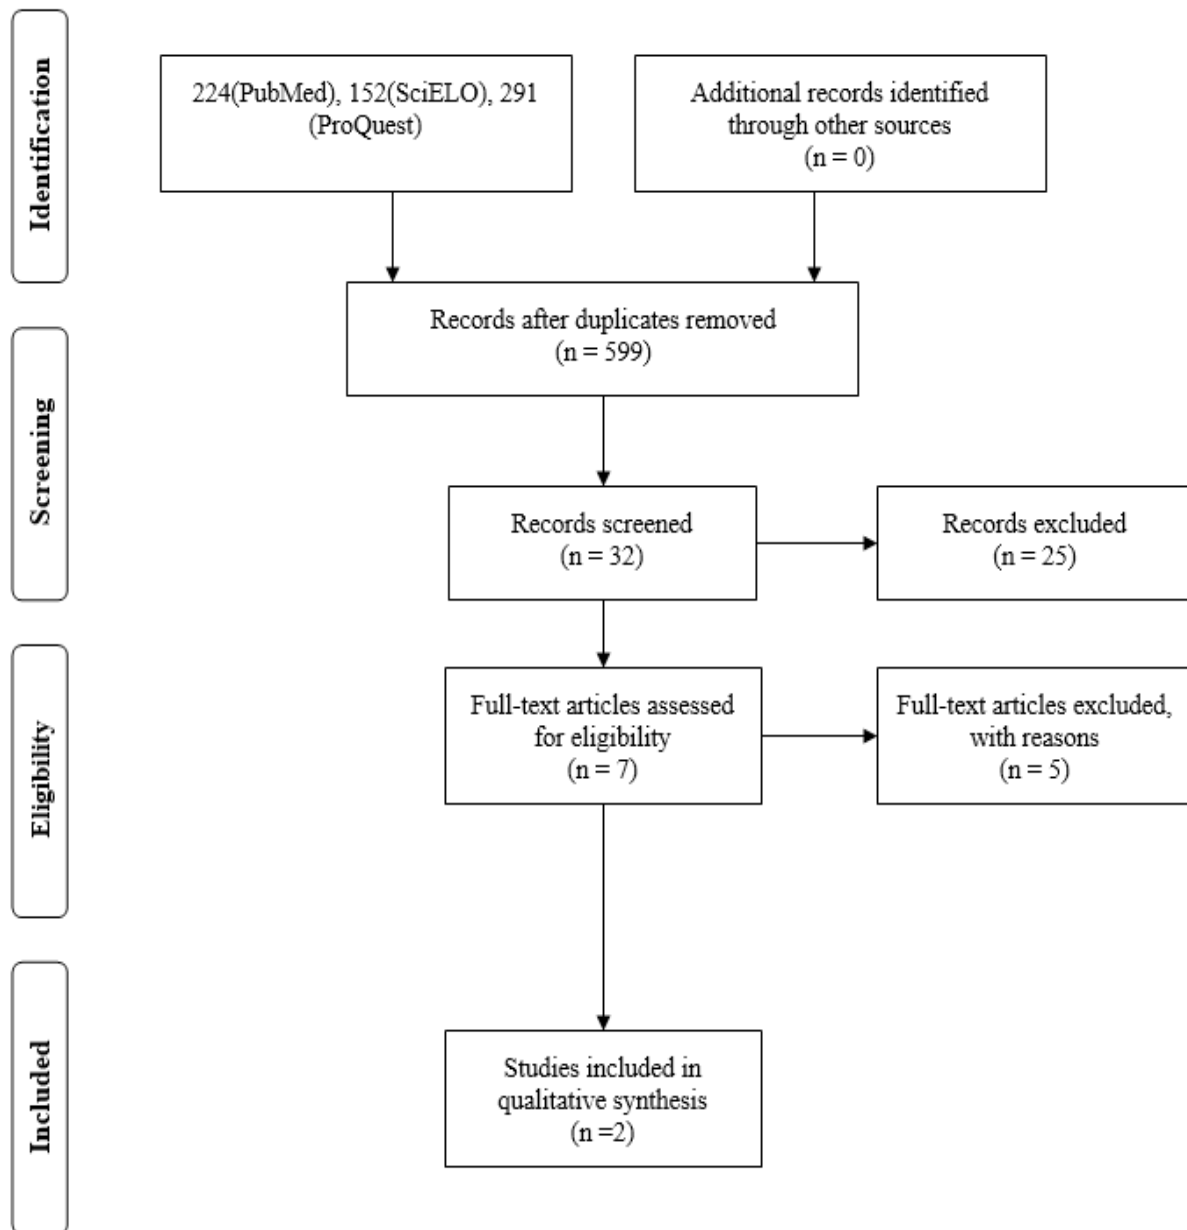 Identification
224(PubMed), 152(SciELO), 291
(ProQuest)
Additional records identified
through other sources
(n = 0)
Records after duplicates removed
(n = 599)
Screening
Records screened
(n = 32)
Records excluded
(n = 25)
Eligibility
Full-text articles assessed
for eligibility
(n = 7)
Full-text articles excluded,
with reasons
(n = 5)
Included
Studies included in
qualitative synthesis
(n =2)